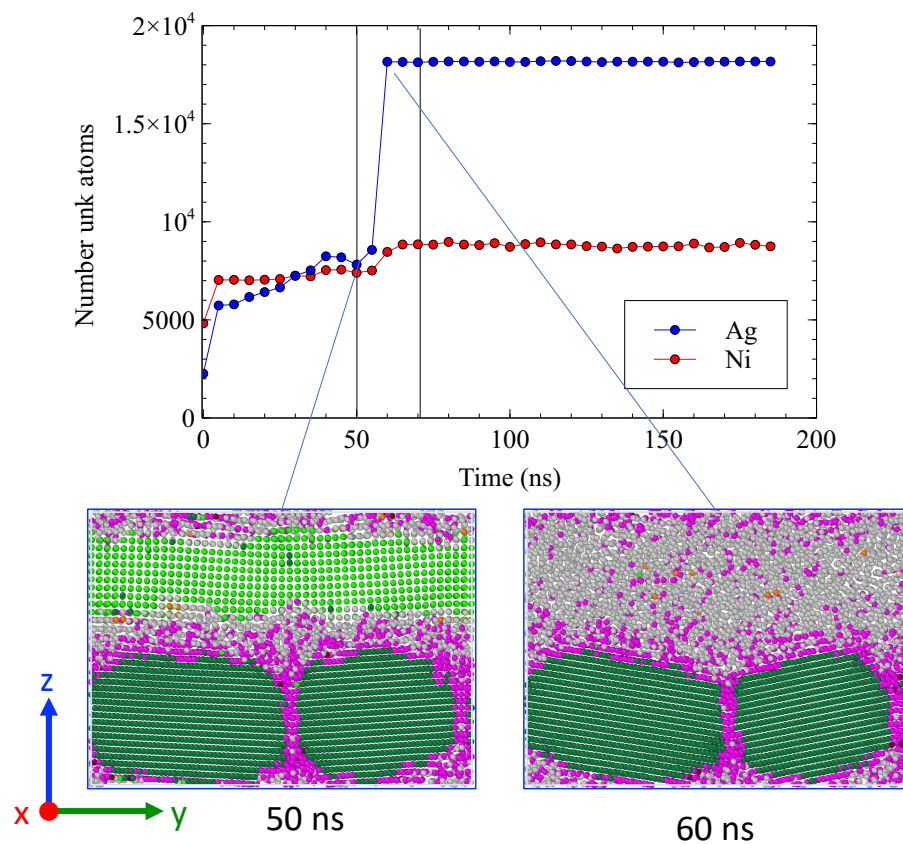 2×10⁴
1.5×10⁴
10⁴
5000
0
Number unk atoms
Ag
Ni
0 50 100 150 200
Time (ns)
z
x
y
50 ns
60 ns